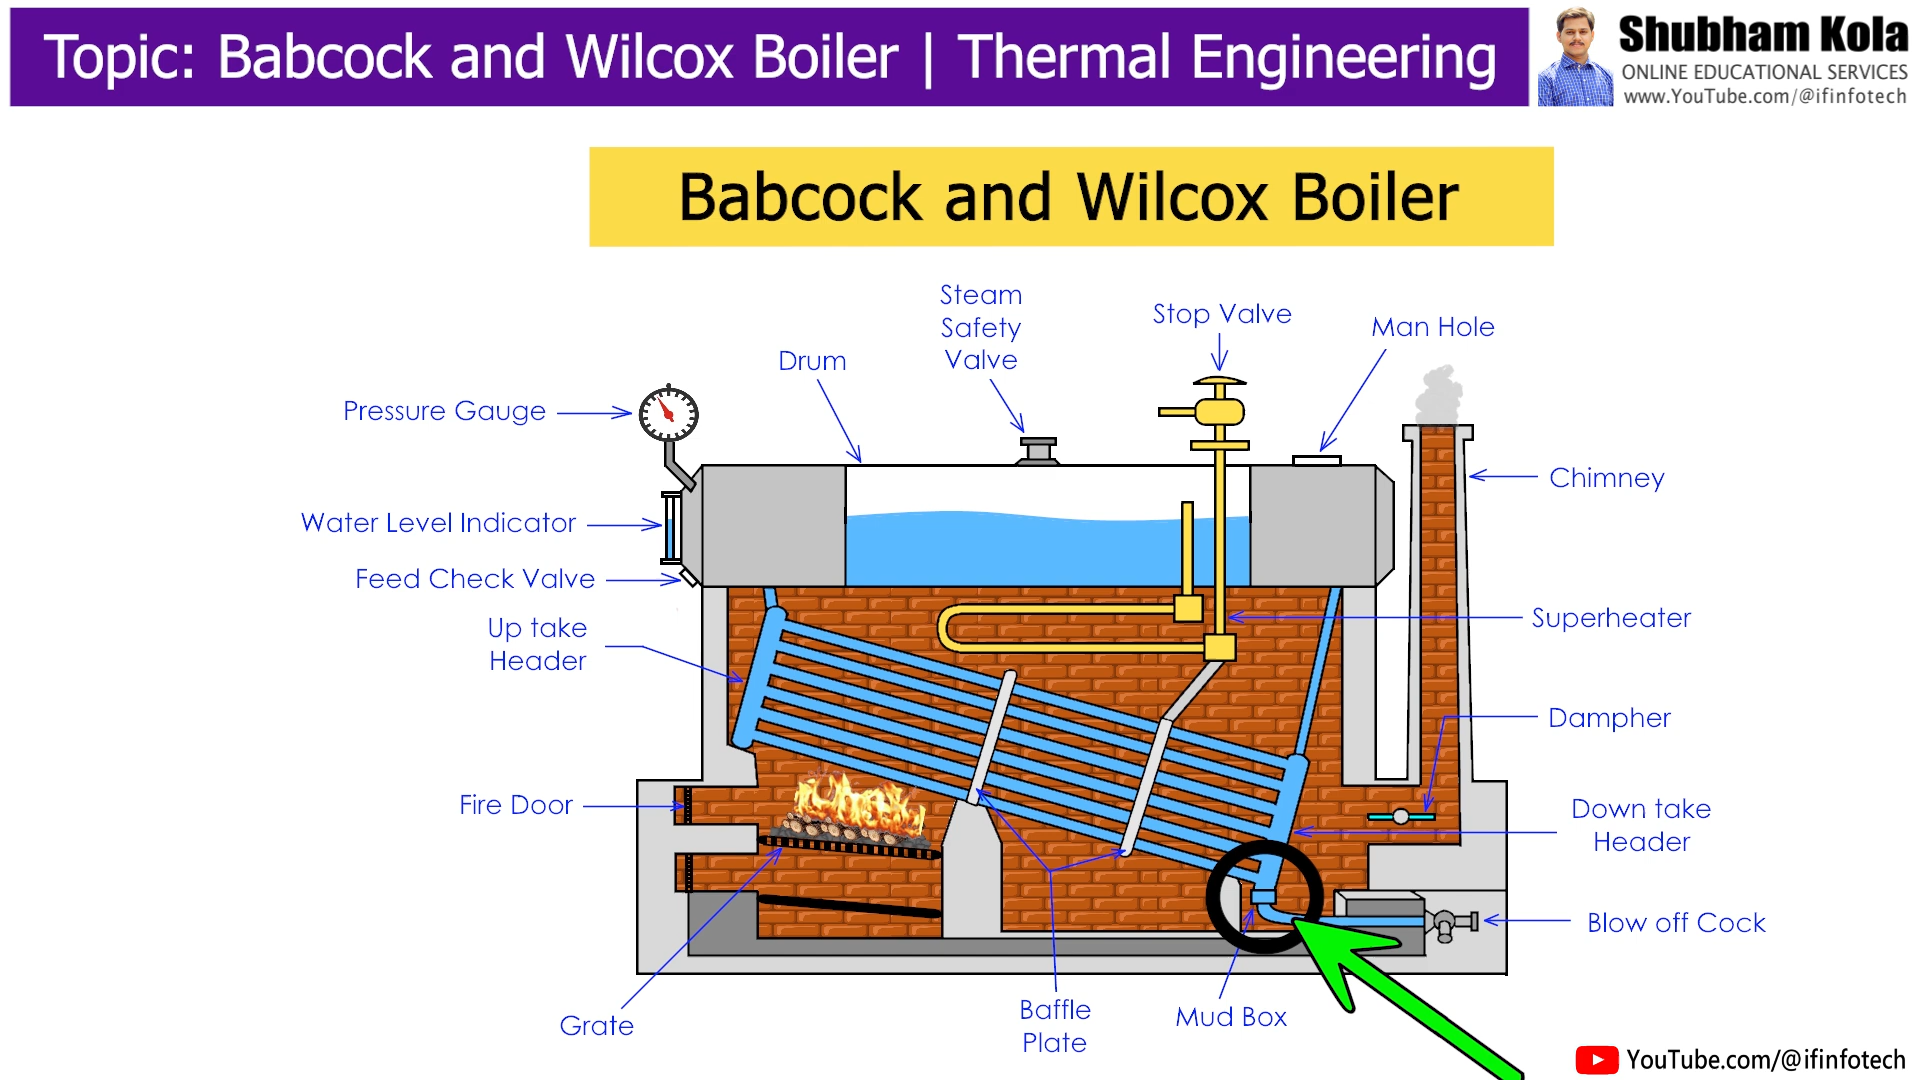 Topic: Babcock and Wilcox Boiler | Thermal Engineering
Shubham Kola
ONLINE EDUCATIONAL SERVICES
www.YouTube.com/@ifinfotech
Babcock and Wilcox Boiler
Steam
Safety
Valve
Stop Valve
Man Hole
Drum
Pressure Gauge
Chimney
Water Level Indicator
Feed Check Valve
Up take
Header
Superheater
Dampher
Fire Door
Down take
Header
Blow off Cock
Grate
Baffle
Plate
Mud Box
YouTube.com/@ifinfotech